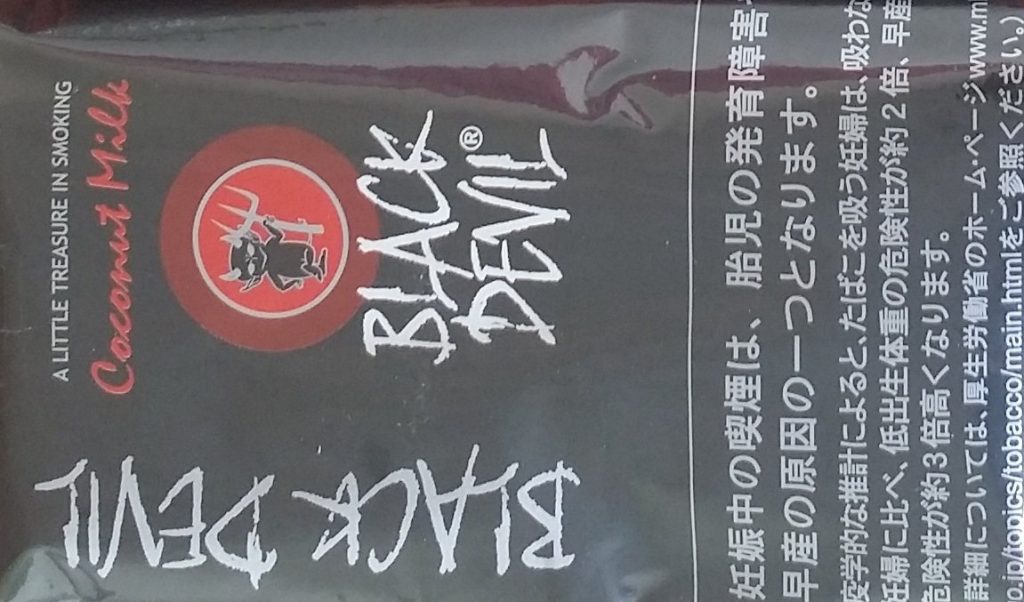 A LITTLE TREASURE IN SMOKING
Coconut Milk
BLACK
DEVIL®
BLACK DEVIL
妊娠中の喫煙は、胎児の発育障害
早産の原因の一つとなります。
疫学的な推計によると、たばこを吸う妊婦は、吸わな
妊婦に比べ、低出生体重の危険性が約2倍、早産
危険性が約3倍高くなります。
詳細については、厚生労働省のホーム・ページwww.m
o.jp/topics/tobacco/main.htmlをご参照ください。)